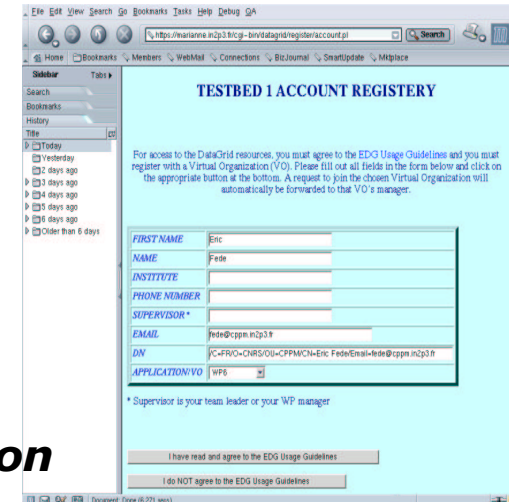 File Edit View Search Go Bookmarks Tasks Help Debug QA
https://marianne.in2p3.fr/cgi-bin/datagrid/register/account.pl
Search
Home Bookmarks Members WebMail Connections BizJournal SmartUpdate Mktplace
Sidebar Tabs
Search
Bookmarks
History
Title
Today
Yesterday
2 days ago
3 days ago
4 days ago
5 days ago
6 days ago
Older than 6 days
TESTBED 1 ACCOUNT REGISTERY
For access to the DataGrid resources, you must agree to the EDG Usage Guidelines and you must
register with a Virtual Organization (VO). Please fill out all fields in the form below and click on
the appropriate button at the bottom. A request to join the chosen Virtual Organization will
automatically be forwarded to that VO's manager.
FIRST NAME Eric
NAME Fede
INSTITUTE
PHONE NUMBER
SUPERVISOR *
EMAIL fede@cppm.in2p3.fr
DN /C=FR/O=CNRS/OU=CPPM/CN=Eric Fede/Email=fede@cppm.in2p3.fr
APPLICATION/VO WP6
* Supervisor is your team leader or your WP manager
I have read and agree to the EDG Usage Guidelines
I do NOT agree to the EDG Usage Guidelines
on
Document: Done (6.271 secs)